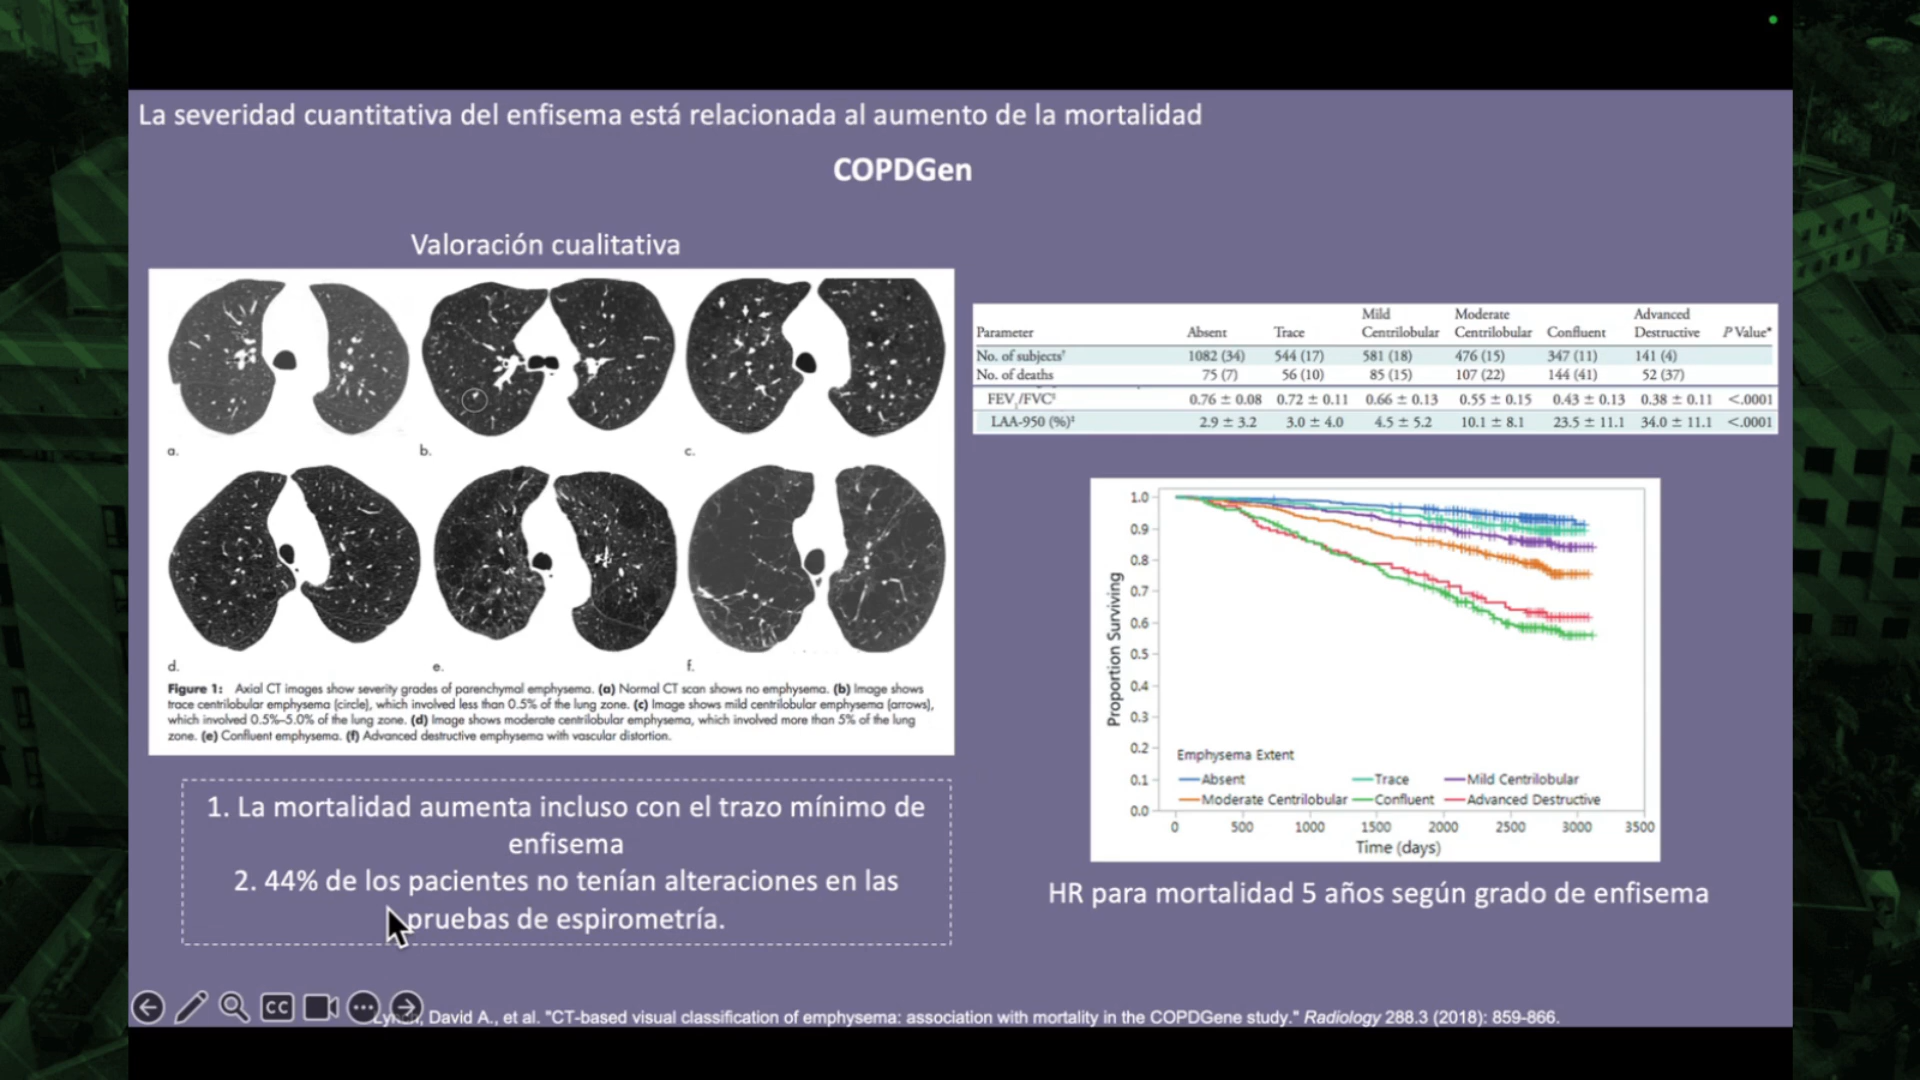 La severidad cuantitativa del enfisema está relacionada al aumento de la mortalidad
COPDGen
Valoración cualitativa
a.
b.
c.
d.
e.
f.
Figure 1: Axial CT images show severity grades of parenchymal emphysema. (a) Normal CT scan shows no emphysema. (b) Image shows
trace centrilobular emphysema (circle), which involved less than 0.5% of the lung zone. (c) Image shows mild centrilobular emphysema (arrows),
which involved 0.5%–5.0% of the lung zone. (d) Image shows moderate centrilobular emphysema, which involved more than 5% of the lung
zone. (e) Confluent emphysema. (f) Advanced destructive emphysema with vascular distortion.
1. La mortalidad aumenta incluso con el trazo mínimo de
enfisema
2. 44% de los pacientes no tenían alteraciones en las
pruebas de espirometría.
Mild Moderate Advanced
Parameter Absent Trace Centrilobular Centrilobular Confluent Destructive P Value*
No. of subjects† 1082 (34) 544 (17) 581 (18) 476 (15) 347 (11) 141 (4)
No. of deaths 75 (7) 56 (10) 85 (15) 107 (22) 144 (41) 52 (37)
FEV1/FVC‡ 0.76 ± 0.08 0.72 ± 0.11 0.66 ± 0.13 0.55 ± 0.15 0.43 ± 0.13 0.38 ± 0.11 <.0001
LAA-950 (%)‡ 2.9 ± 3.2 3.0 ± 4.0 4.5 ± 5.2 10.1 ± 8.1 23.5 ± 11.1 34.0 ± 11.1 <.0001
Proportion Surviving
1.0
0.9
0.8
0.7
0.6
0.5
0.4
0.3
0.2
0.1
0.0
Emphysema Extent
Absent Trace Mild Centrilobular
Moderate Centrilobular Confluent Advanced Destructive
0 500 1000 1500 2000 2500 3000 3500
Time (days)
HR para mortalidad 5 años según grado de enfisema
CC
Lynch, David A., et al. "CT-based visual classification of emphysema: association with mortality in the COPDGene study." Radiology 288.3 (2018): 859-866.